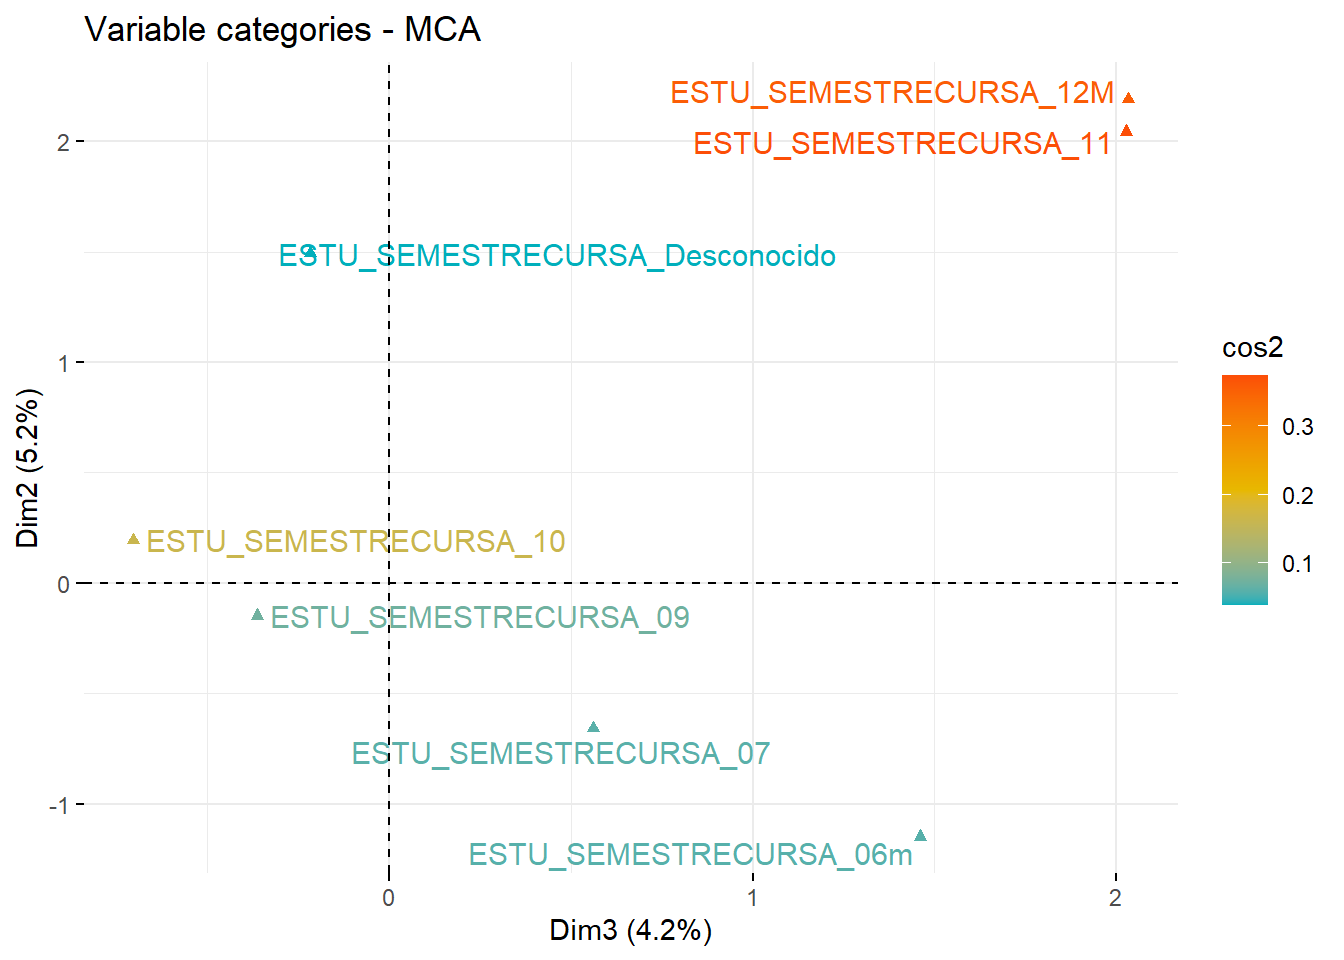 Variable categories - MCA
ESTU_SEMESTRECURSA_12M
ESTU_SEMESTRECURSA_11
ESTU_SEMESTRECURSA_Desconocido
ESTU_SEMESTRECURSA_10
ESTU_SEMESTRECURSA_09
ESTU_SEMESTRECURSA_07
ESTU_SEMESTRECURSA_06m
2
1
0
-1
Dim2 (5.2%)
0
1
2
Dim3 (4.2%)
cos2
0.3
0.2
0.1